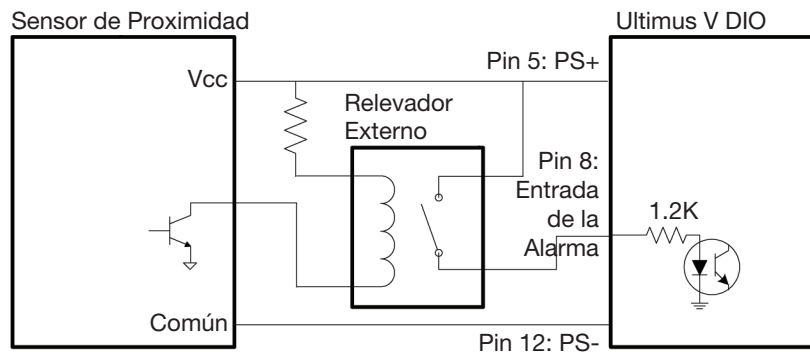 Sensor de Proximidad
Ultimus V DIO
Vcc
Pin 5: PS+
Relevador
Externo
Pin 8:
Entrada
de la
Alarma
1.2K
Común
Pin 12: PS-